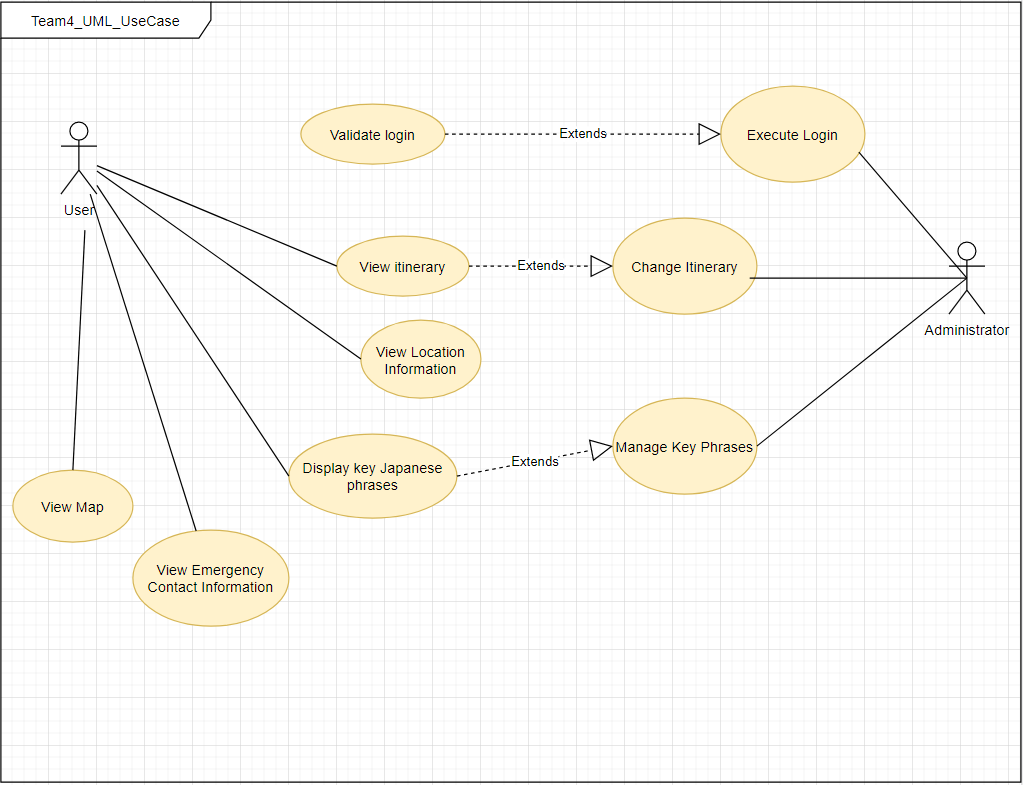 Team4_UML_UseCase
Validate login
Extends
Execute Login
User
View itinerary
Extends
Change Itinerary
Administrator
View Location
Information
Display key Japanese
phrases
Extends
Manage Key Phrases
View Map
View Emergency
Contact Information